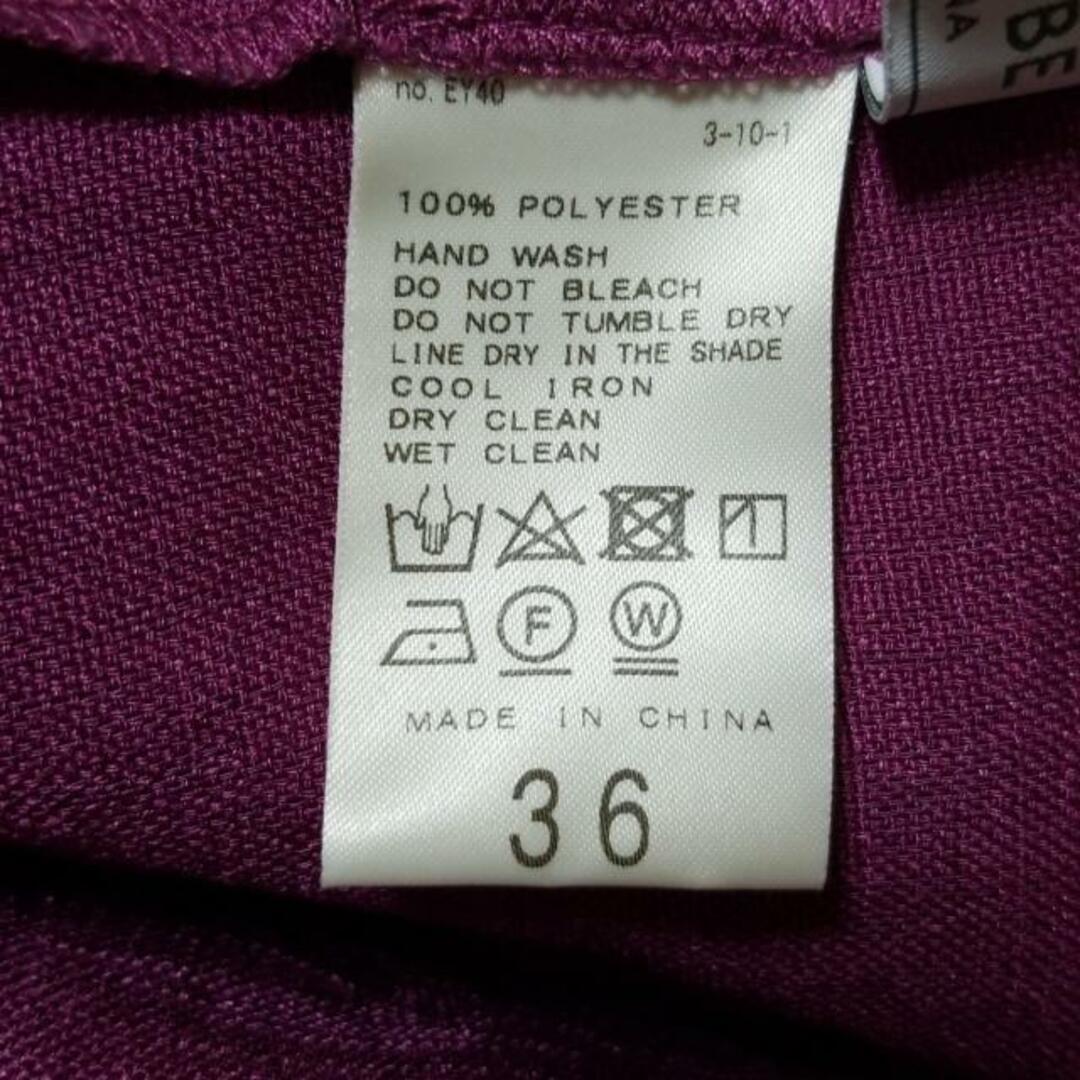 no. EY40
3-10-1
100% POLYESTER
HAND WASH
DO NOT BLEACH
DO NOT TUMBLE DRY
LINE DRY IN THE SHADE
COOL IRON
DRY CLEAN
WET CLEAN
F W
MADE IN CHINA
36